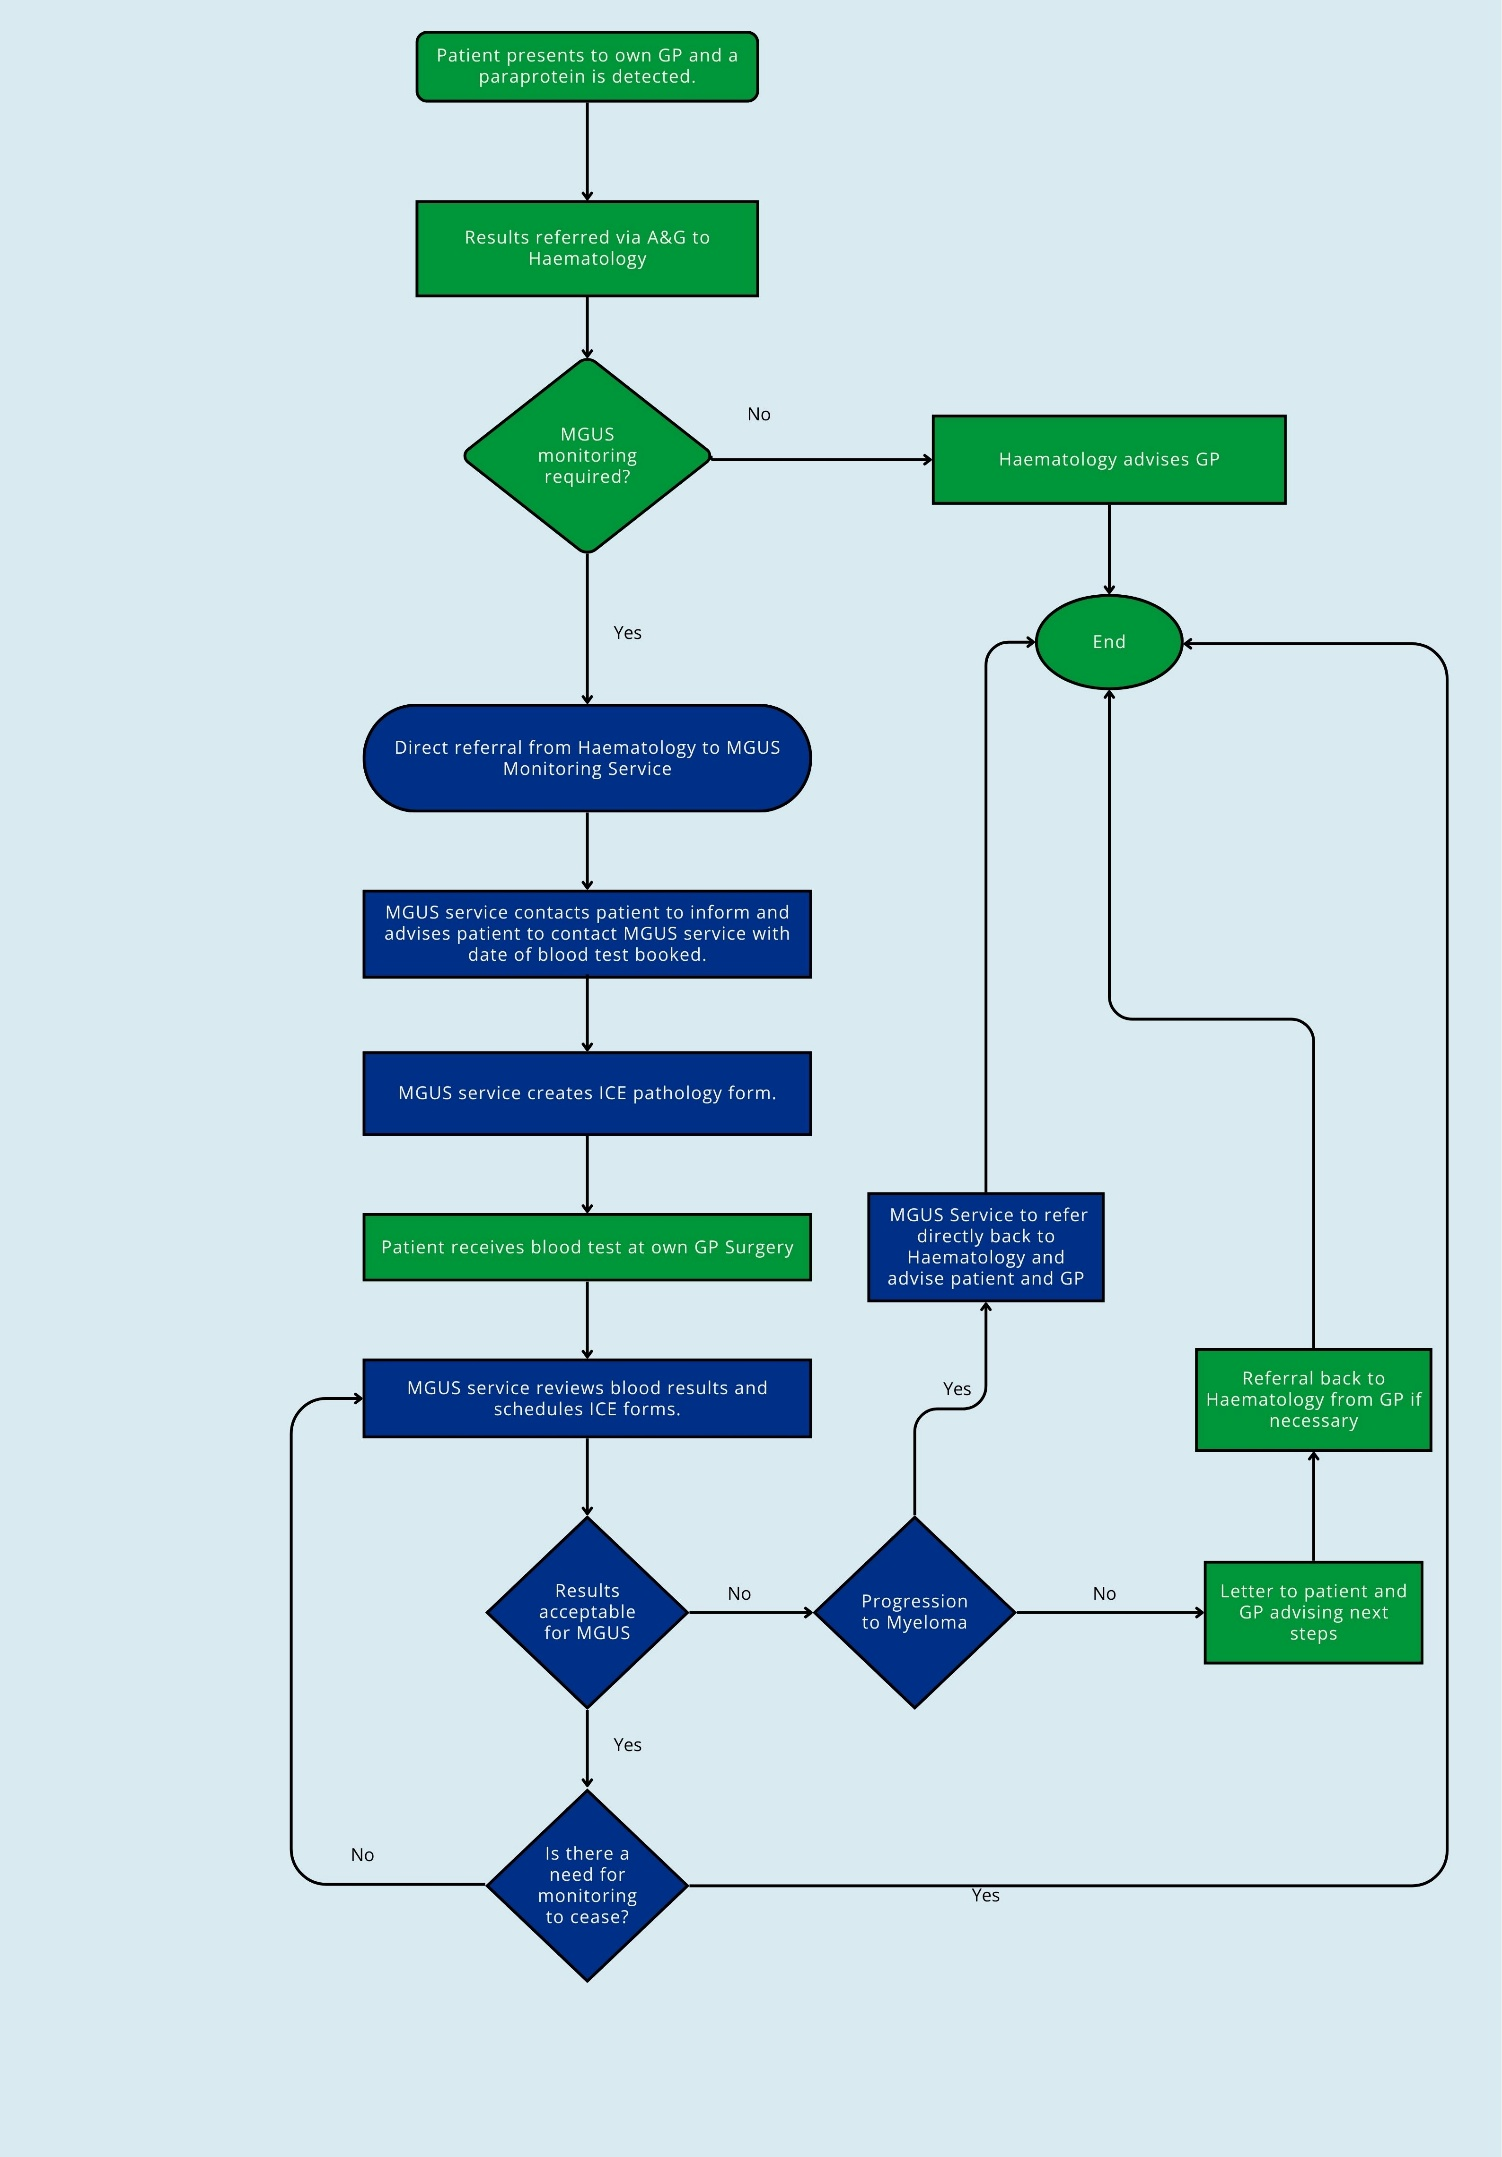 Patient presents to own GP and a
paraprotein is detected.
Results referred via A&G to
Haematology
MGUS
monitoring
required?
No
Haematology advises GP
End
Yes
Direct referral from Haematology to MGUS
Monitoring Service
MGUS service contacts patient to inform and
advises patient to contact MGUS service with
date of blood test booked.
MGUS service creates ICE pathology form.
Patient receives blood test at own GP Surgery
MGUS Service to refer
directly back to
Haematology and
advise patient and GP
MGUS service reviews blood results and
schedules ICE forms.
Yes
Referral back to
Haematology from GP if
necessary
Results
acceptable
for MGUS
No
Progression
to Myeloma
No
Letter to patient and
GP advising next
steps
Yes
Is there a
need for
monitoring
to cease?
No
Yes